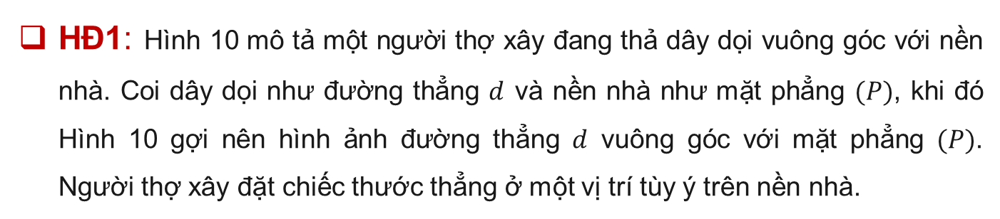 ❑ HĐ1: Hình 10 mô tả một người thợ xây đang thả dây dọi vuông góc với nền
nhà. Coi dây dọi như đường thẳng d và nền nhà như mặt phẳng (P), khi đó
Hình 10 gợi nên hình ảnh đường thẳng d vuông góc với mặt phẳng (P).
Người thợ xây đặt chiếc thước thẳng ở một vị trí tùy ý trên nền nhà.